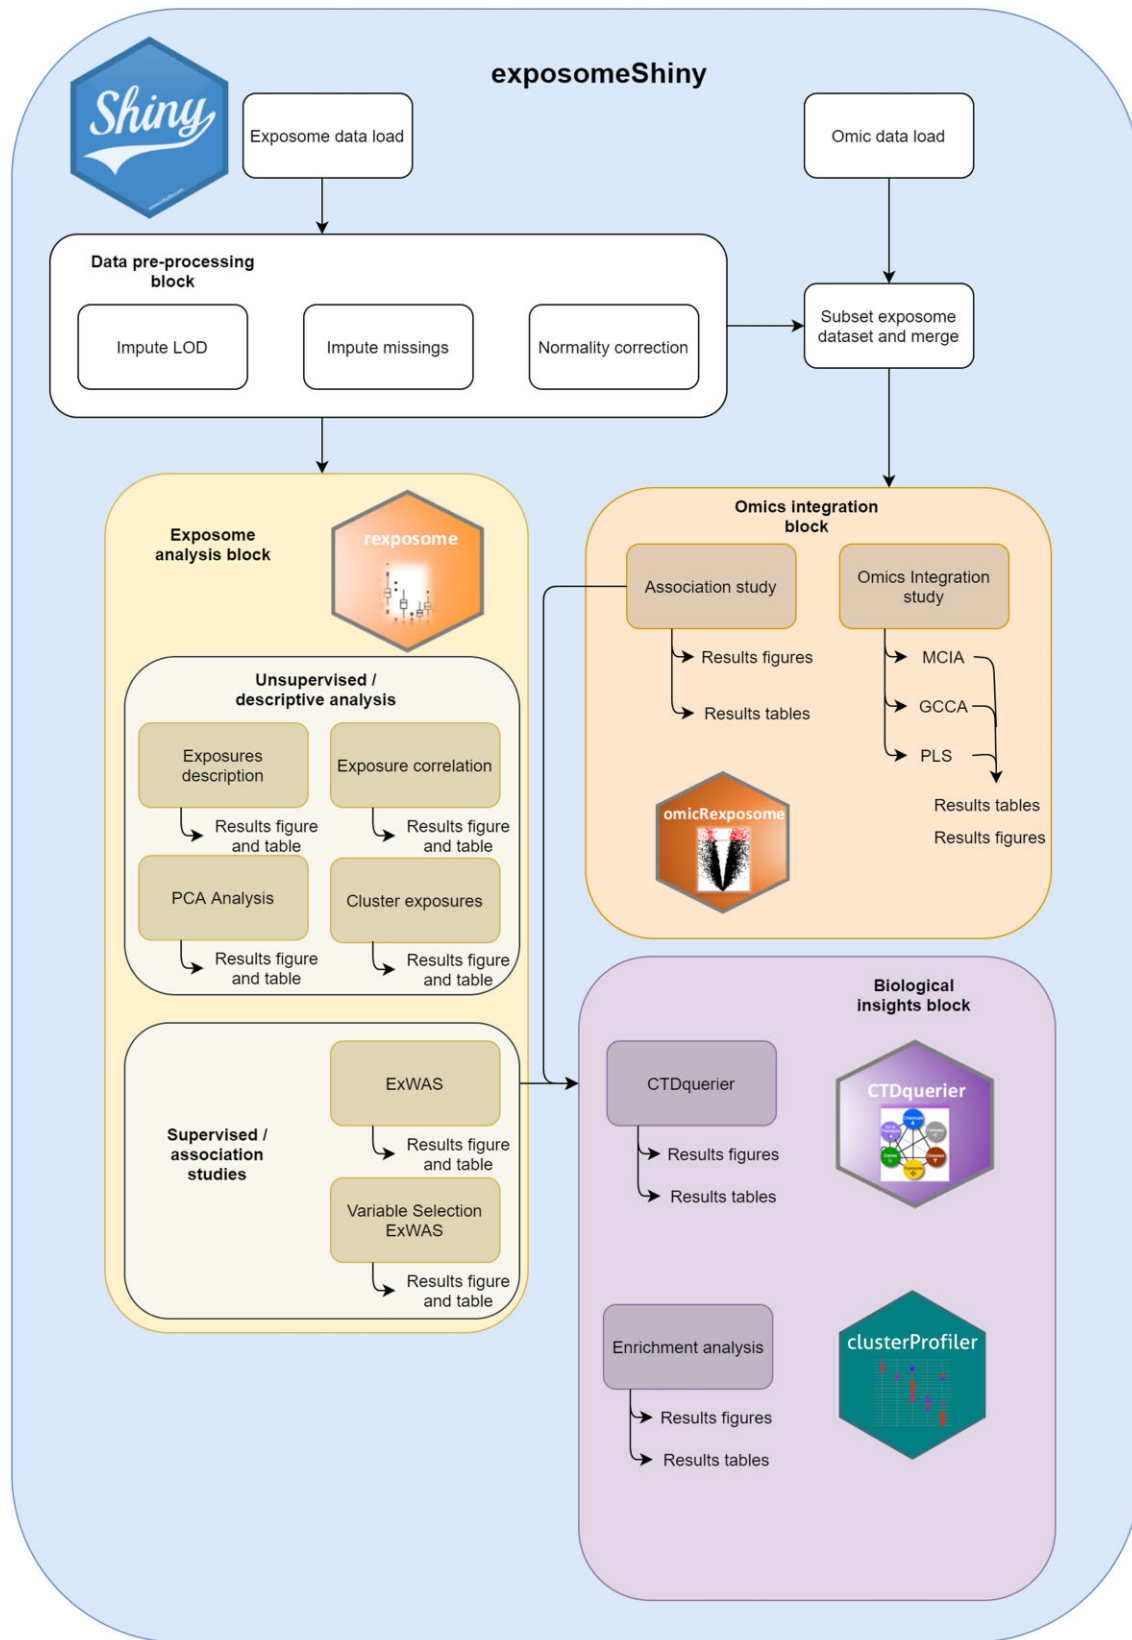 exposomeShiny
Shiny
Exposome data load
Omic data load
Data pre-processing
block
Impute LOD
Impute missings
Normality correction
Subset exposome
dataset and merge
Exposome
analysis block
rexposome
Unsupervised /
descriptive analysis
Exposures
description
Results figure
and table
Exposure correlation
Results figure
and table
PCA Analysis
Results figure
and table
Cluster exposures
Results figure
and table
Supervised /
association
studies
ExWAS
Results figure
and table
Variable Selection
ExWAS
Results figure
and table
Omics integration
block
Association study
Results figures
Results tables
Omics Integration
study
MCIA
GCCA
PLS
Results tables
Results figures
omicRexposome
Biological
insights block
CTDquerier
Results figures
Results tables
CTDquerier
Enrichment analysis
Results figures
Results tables
clusterProfiler